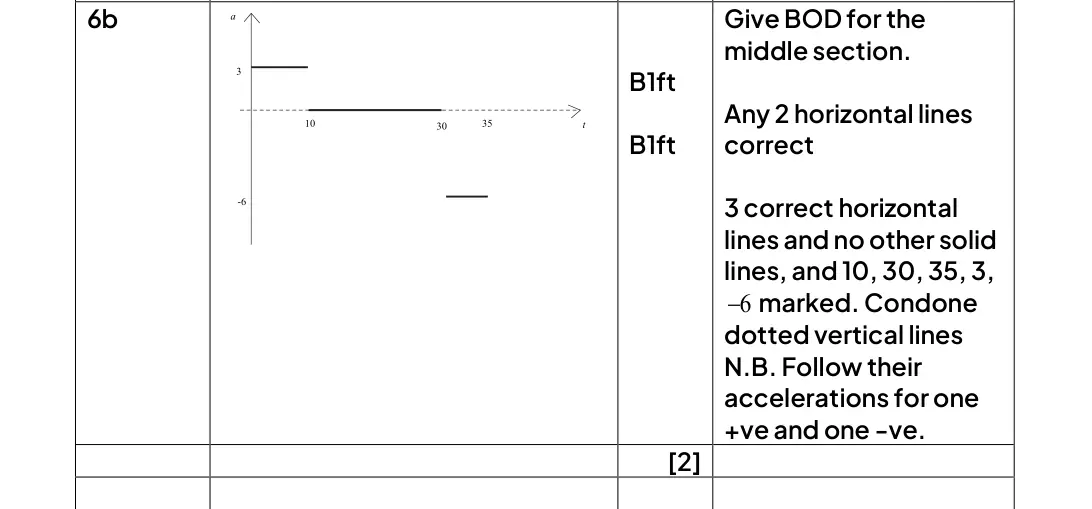 6b
a
3
10
30
35
t
-6
B1ft
B1ft
Give BOD for the
middle section.
Any 2 horizontal lines
correct
3 correct horizontal
lines and no other solid
lines, and 10, 30, 35, 3,
−6 marked. Condone
dotted vertical lines
N.B. Follow their
accelerations for one
+ve and one –ve.
[2]